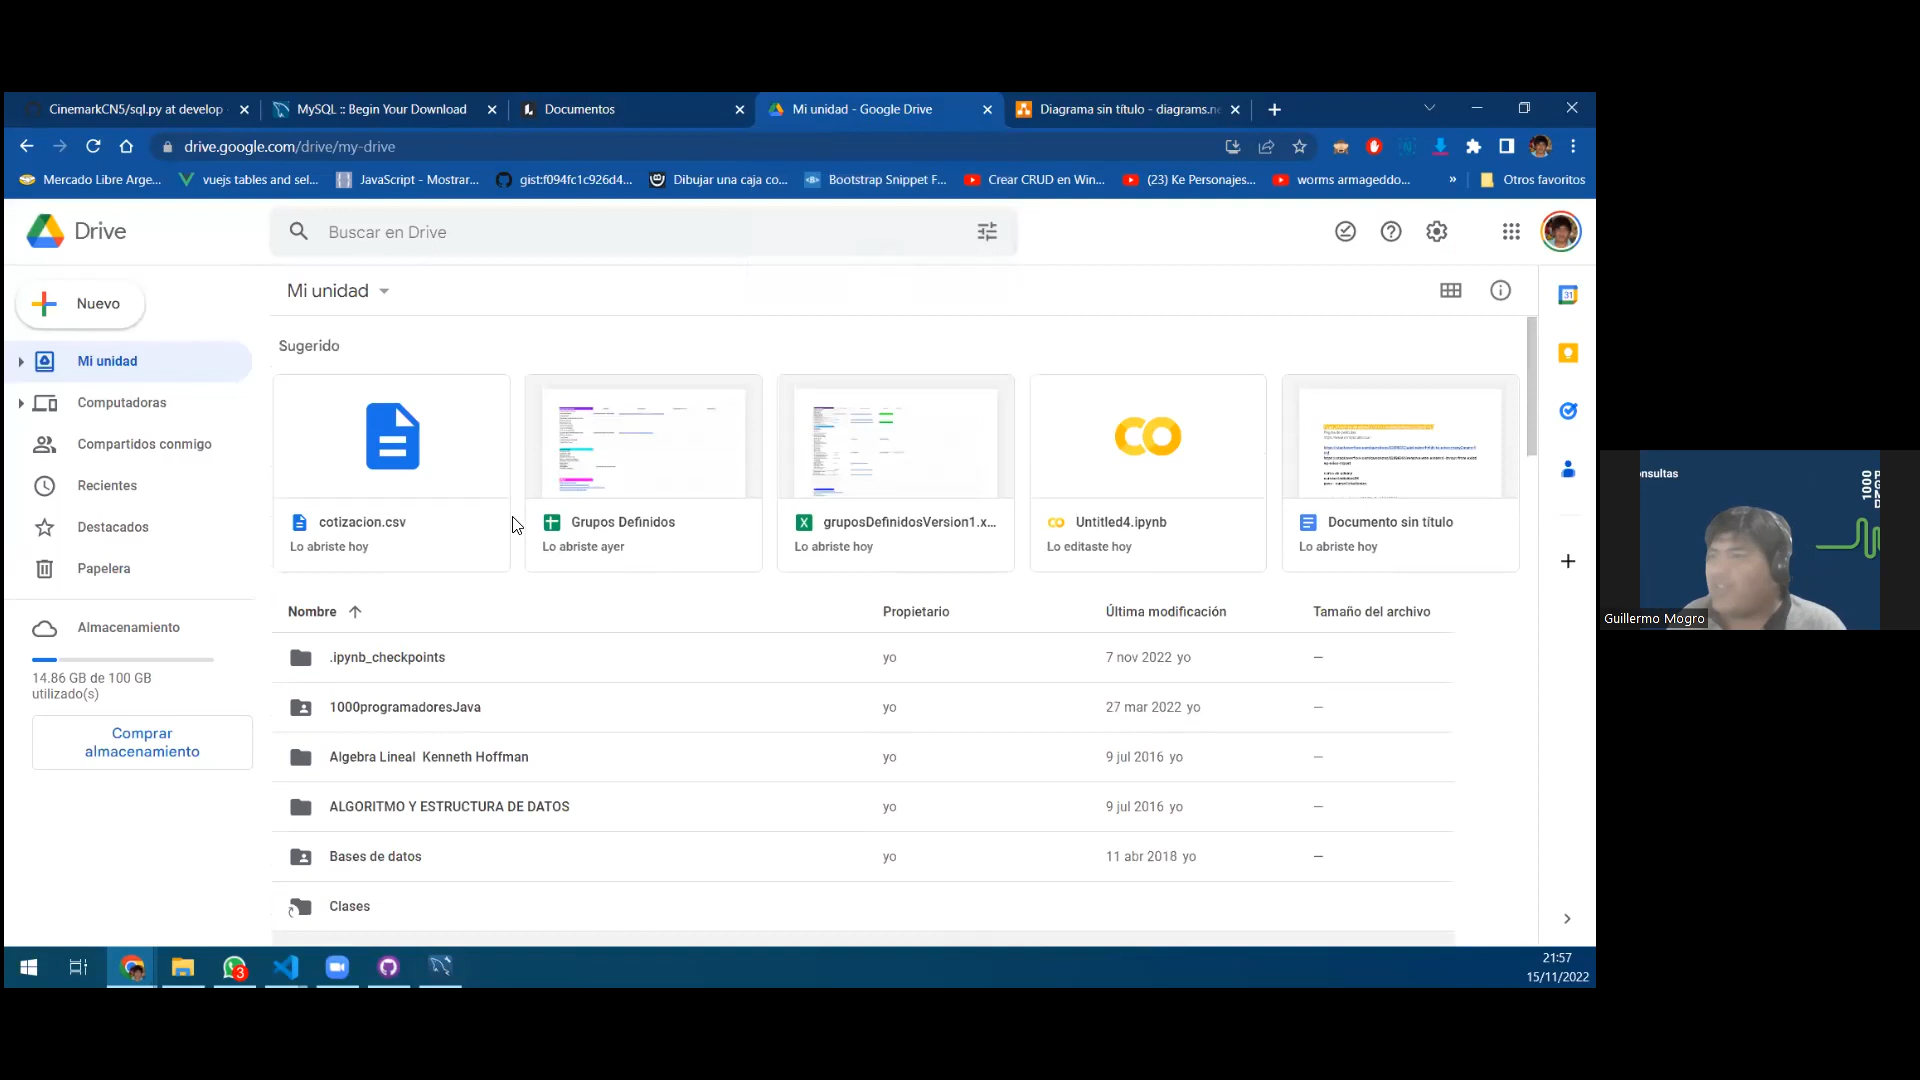 CinemarkCN5/sql.py at develop
MySQL :: Begin Your Download
Documentos
Mi unidad - Google Drive
Diagrama sin título - diagrams.ne
drive.google.com/drive/my-drive
Mercado Libre Arge...
vuejs tables and sel...
JavaScript - Mostrar...
gist:f094fc1c926d4...
Dibujar una caja co...
Bootstrap Snippet F...
Crear CRUD en Win...
(23) Ke Personajes...
worms armageddo...
»
Otros favoritos
Drive
Buscar en Drive
Nuevo
Mi unidad
Computadoras
Compartidos conmigo
Recientes
Destacados
Papelera
Almacenamiento
14.86 GB de 100 GB
utilizado(s)
Comprar
almacenamiento
Mi unidad
Sugerido
cotizacion.csv
Lo abriste hoy
Grupos Definidos
Lo abriste ayer
gruposDefinidosVersion1.x...
Lo abriste hoy
Untitled4.ipynb
Lo editaste hoy
Documento sin título
Lo abriste hoy
Nombre Propietario Última modificación Tamaño del archivo
.ipynb_checkpoints yo 7 nov 2022 yo —
1000programadoresJava yo 27 mar 2022 yo —
Algebra Lineal Kenneth Hoffman yo 9 jul 2016 yo —
ALGORITMO Y ESTRUCTURA DE DATOS yo 9 jul 2016 yo —
Bases de datos yo 11 abr 2018 yo —
Clases
31
3
21:57
15/11/2022
nsultas
1000
Guillermo Mogro